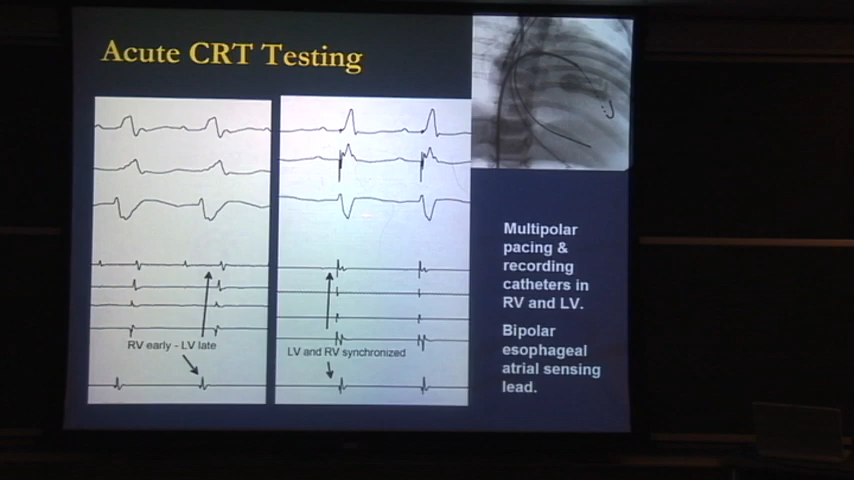 Acute CRT Testing
RV early - LV late
LV and RV synchronized
Multipolar
pacing &
recording
catheters in
RV and LV.
Bipolar
esophageal
atrial sensing
lead.